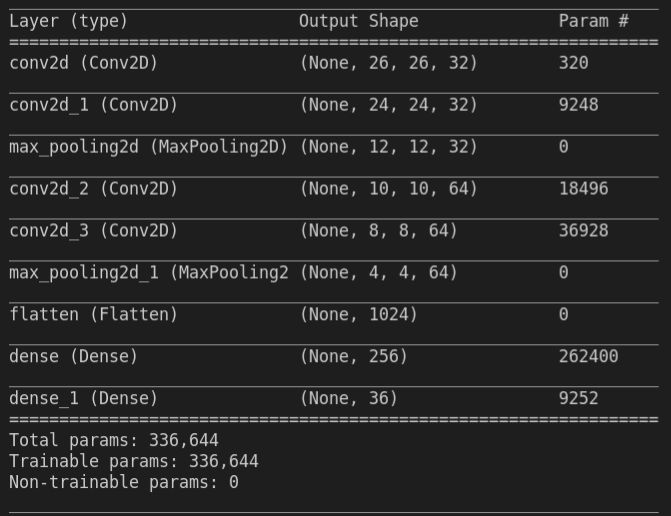 Layer (type) Output Shape Param #
=================================================================
conv2d (Conv2D) (None, 26, 26, 32) 320
conv2d_1 (Conv2D) (None, 24, 24, 32) 9248
max_pooling2d (MaxPooling2D) (None, 12, 12, 32) 0
conv2d_2 (Conv2D) (None, 10, 10, 64) 18496
conv2d_3 (Conv2D) (None, 8, 8, 64) 36928
max_pooling2d_1 (MaxPooling2 (None, 4, 4, 64) 0
flatten (Flatten) (None, 1024) 0
dense (Dense) (None, 256) 262400
dense_1 (Dense) (None, 36) 9252
=================================================================
Total params: 336,644
Trainable params: 336,644
Non-trainable params: 0